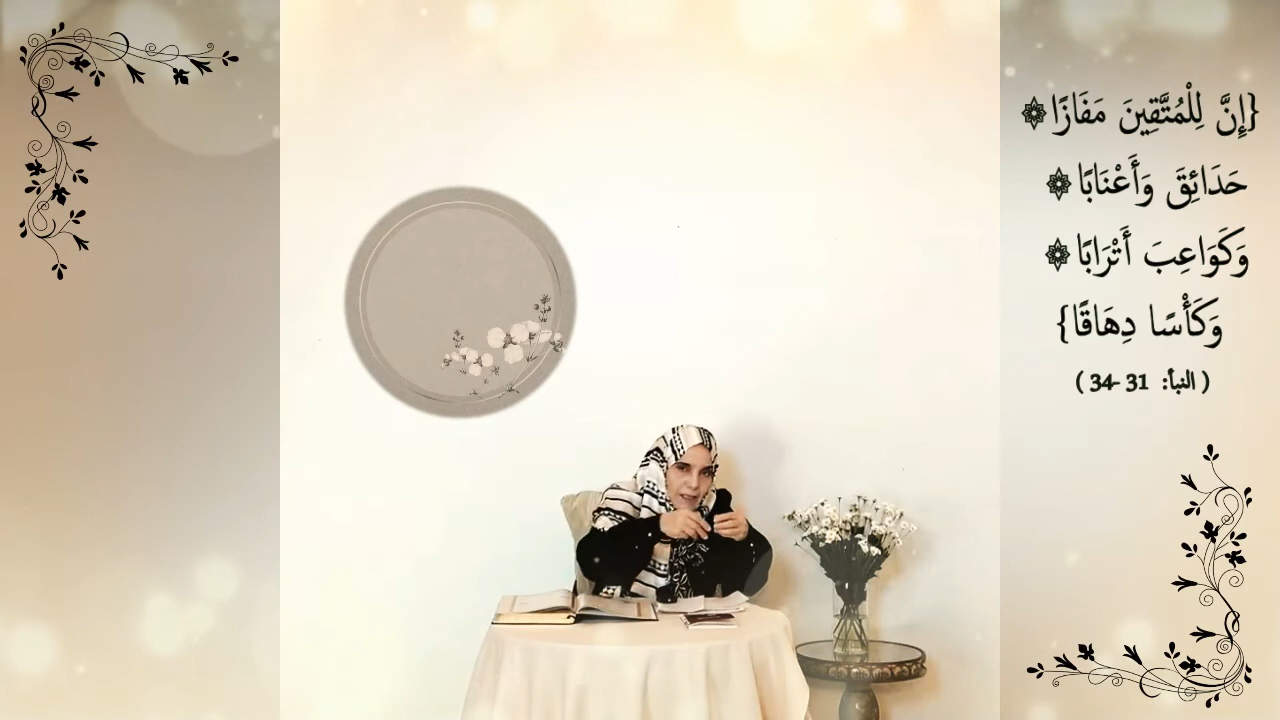 {إِنَّ لِلْمُتَّقِينَ مَفَازًا۞
حَدَائِقَ وَأَعْنَابًا۞
وَكَوَاعِبَ أَتْرَابًا۞
وَكَأْسًا دِهَاقًا}
( النبأ: 31 -34 )